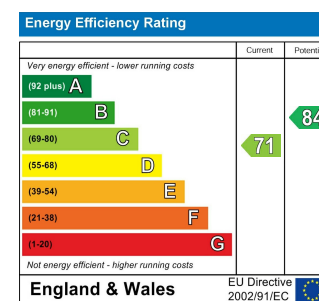 Energy Efficiency Rating
Current Potenti
Very energy efficient - lower running costs
(92 plus) A
(81-91) B
84
(69-80) C
71
(55-68) D
(39-54) E
(21-38) F
(1-20) G
Not energy efficient - higher running costs
England & Wales
EU Directive
2002/91/EC